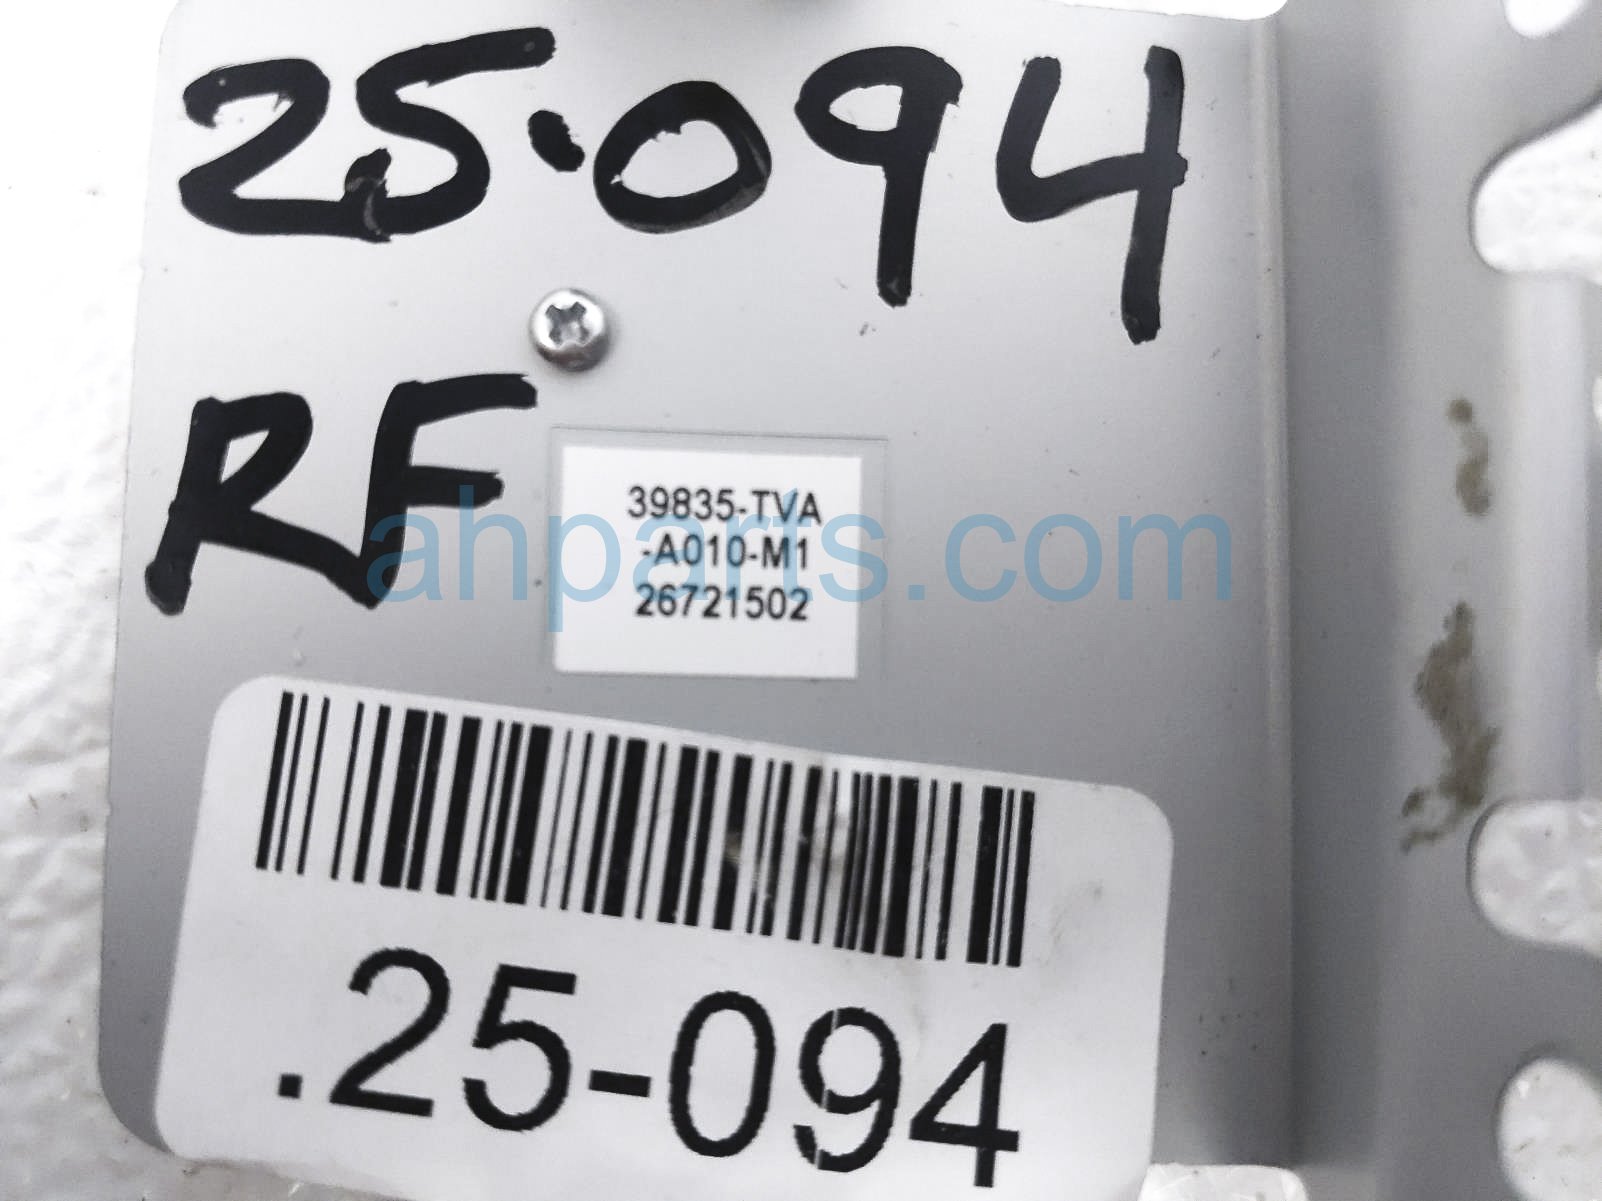 25.094
RF
39835-TVA
-A010-M1
26721502
ahparts.com
.25-094